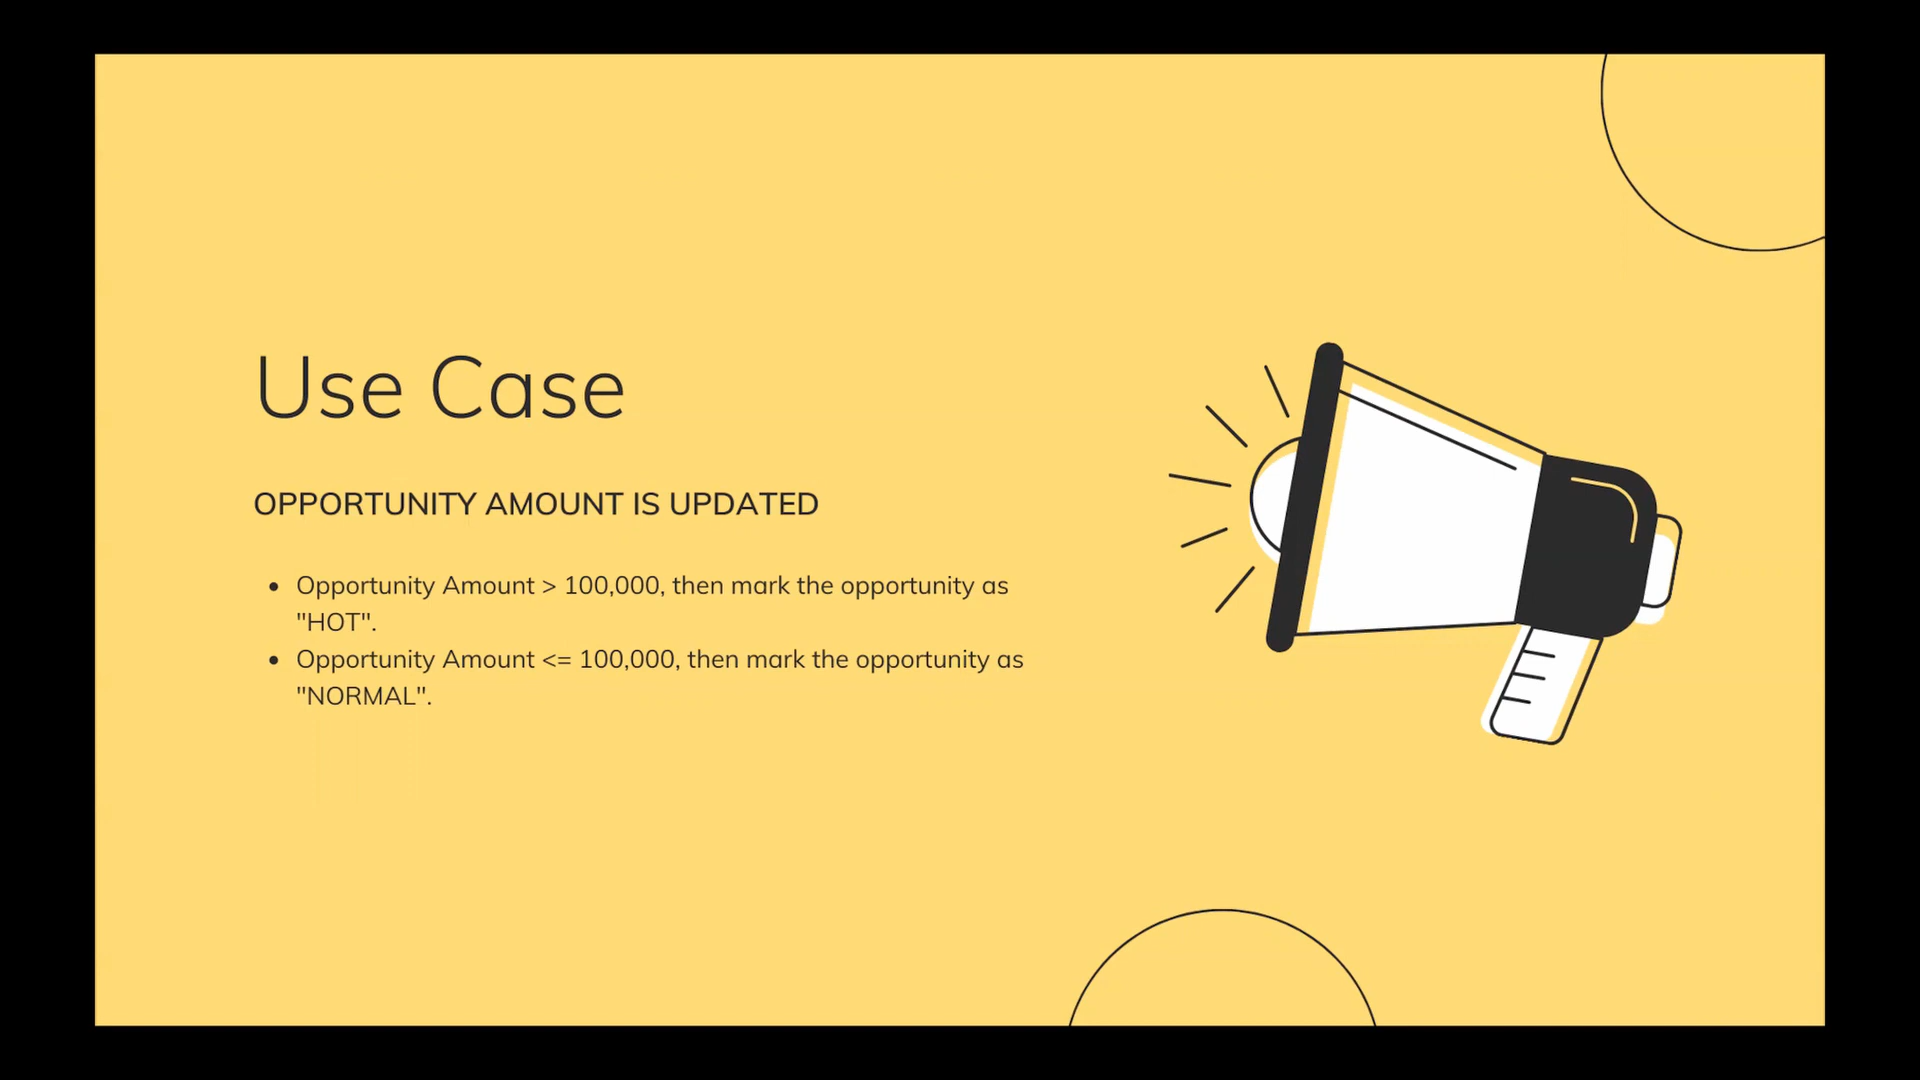 Use Case
OPPORTUNITY AMOUNT IS UPDATED
• Opportunity Amount > 100,000, then mark the opportunity as
"HOT".
• Opportunity Amount <= 100,000, then mark the opportunity as
"NORMAL".